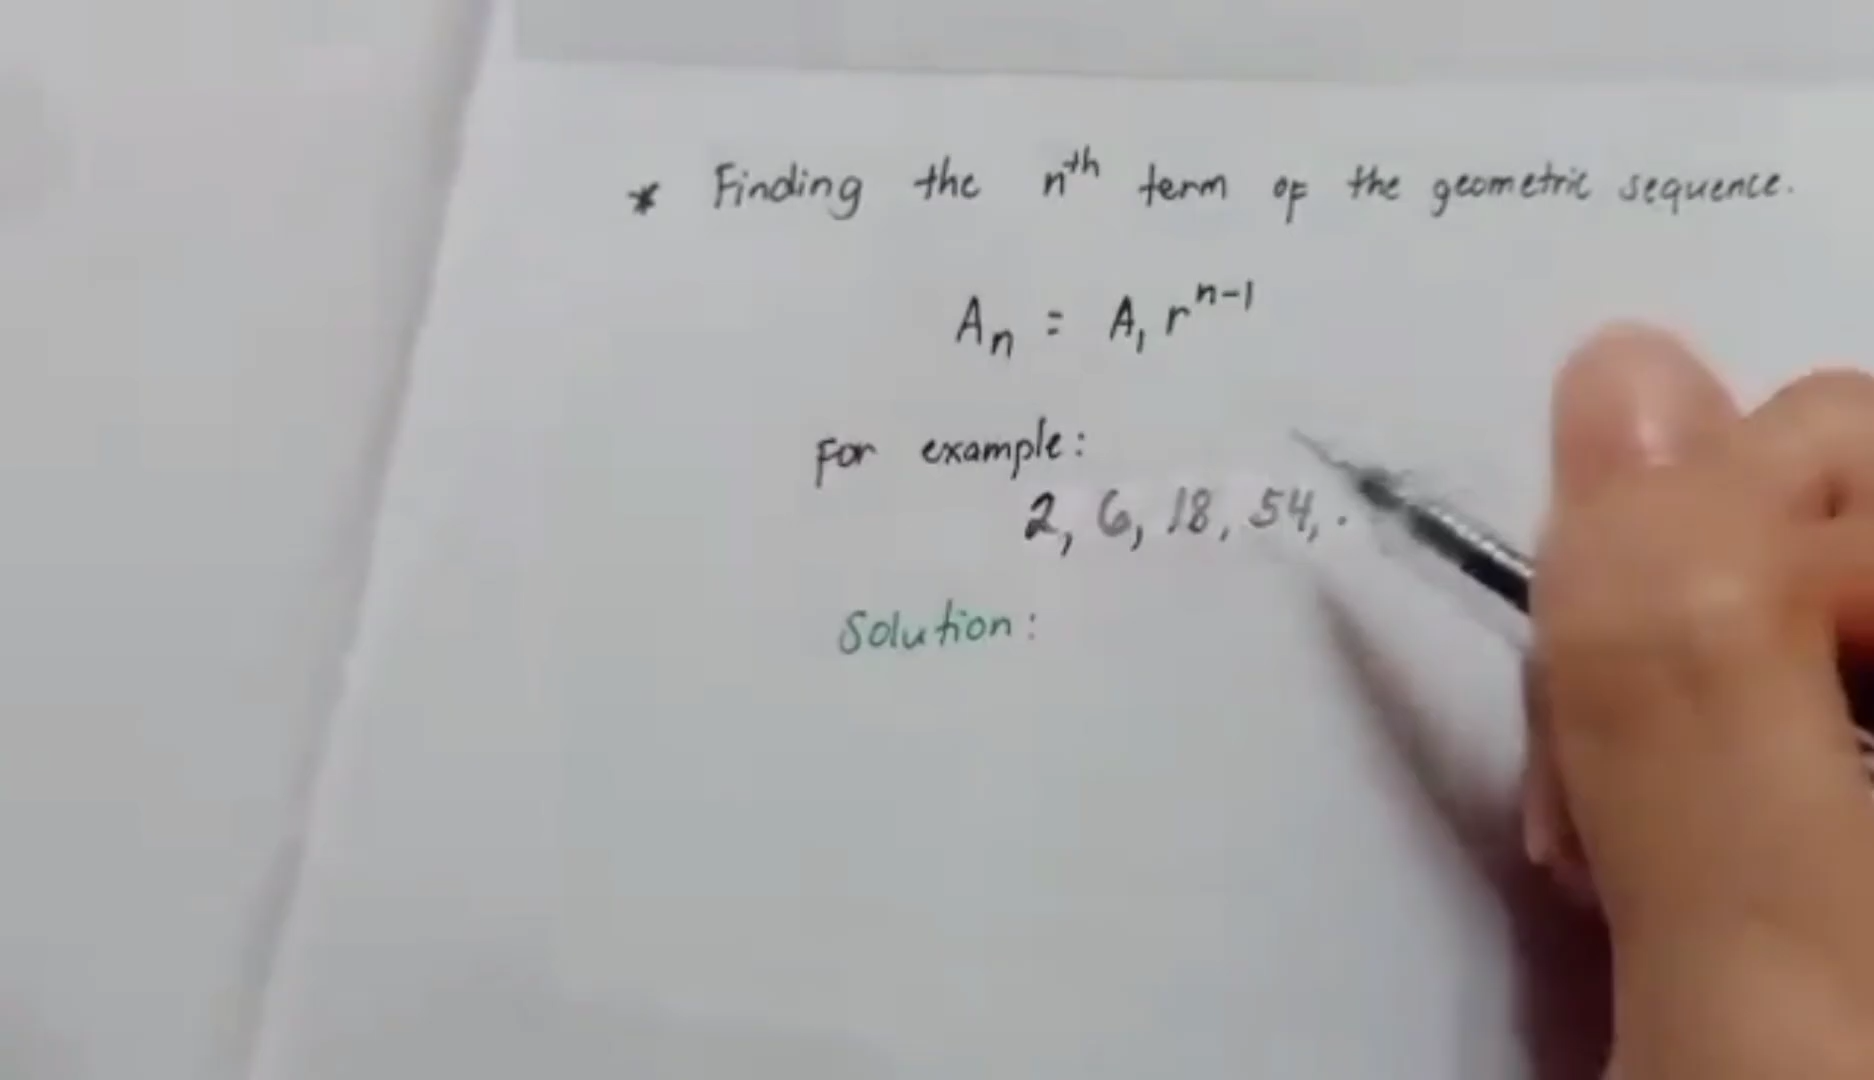 * Finding the nth term of the geometric sequence.
An = A1 r^n-1
For example:
2, 6, 18, 54, .
Solution: